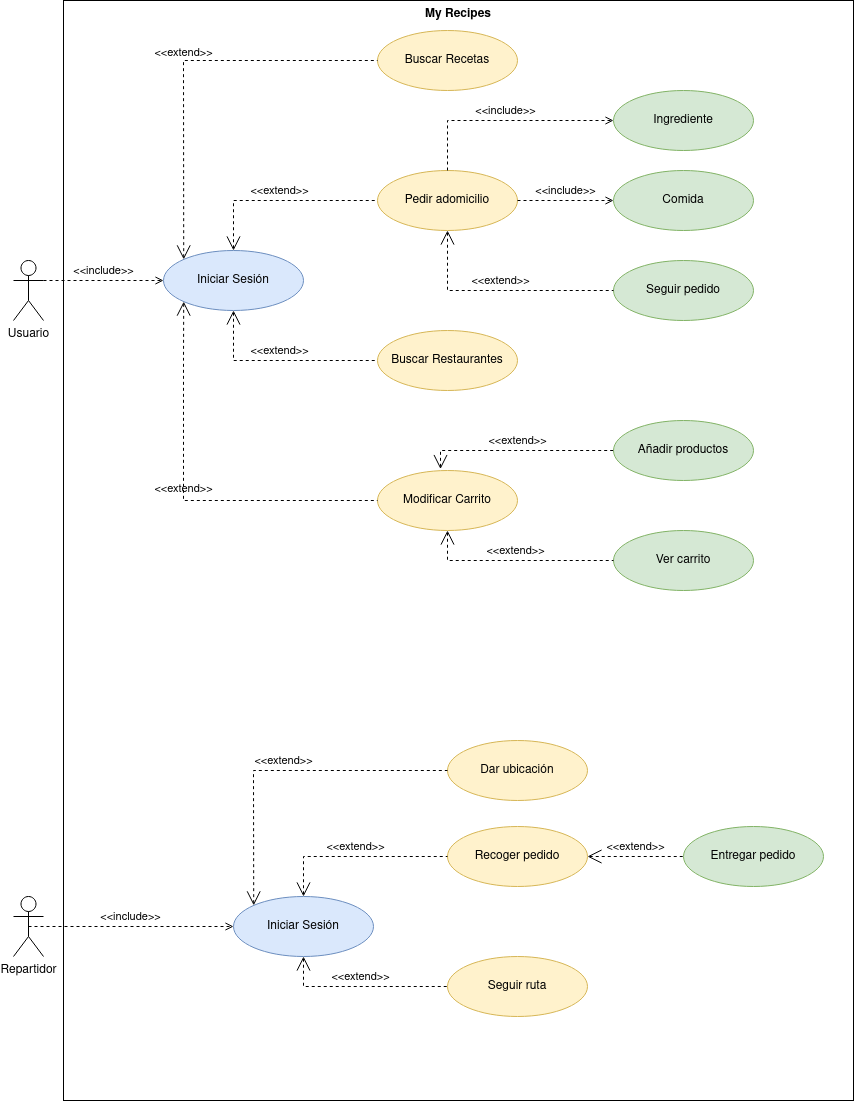 My Recipes
<<extend>>
Buscar Recetas
<<include>>
Ingrediente
<<extend>>
Pedir adomicilio
<<include>>
Comida
<<include>>
Iniciar Sesión
<<extend>>
Seguir pedido
Usuario
<<extend>>
Buscar Restaurantes
<<extend>>
Añadir productos
<<extend>>
Modificar Carrito
<<extend>>
Ver carrito
<<extend>>
Dar ubicación
<<extend>>
Recoger pedido
<<extend>>
Entregar pedido
<<include>>
Iniciar Sesión
Repartidor
<<extend>>
Seguir ruta